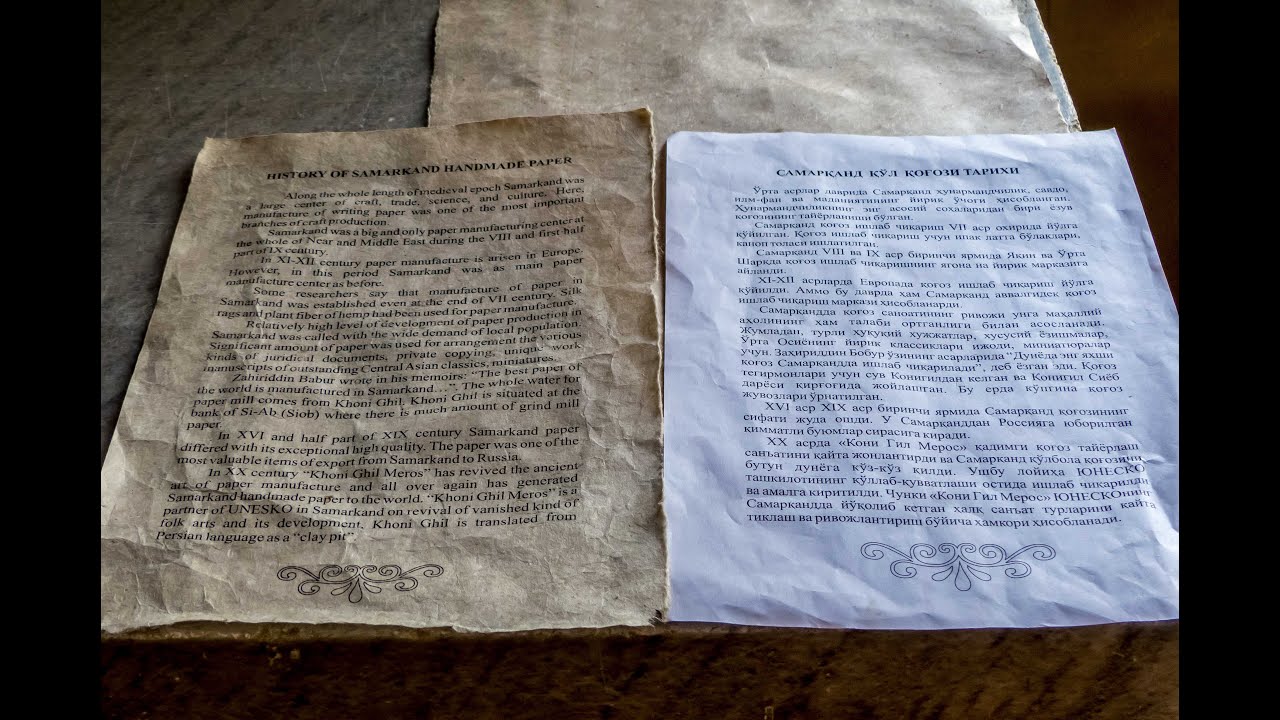 HISTORY OF SAMARKAND HANDMADE PAPER
Along the whole length of medieval epoch Samarkand was
a large center of craft, trade, science, and culture. Here,
manufacture of writing paper was one of the most important
branches of craft production.
Samarkand was a big and only paper manufacturing center at
the whole of Near and Middle East during the VIII and first half
part of IX century.
In XI-XII century paper manufacture is arisen in Europe.
However, in this period Samarkand was as main paper
manufacture center as before.
Some researchers say that manufacture of paper in
Samarkand was established even at the end of VII century. Silk
rags and plant fiber of hemp had been used for paper manufacture.
Relatively high level of development of paper production in
Samarkand was called with the wide demand of local population.
Significant amount of paper was used for arrangement the various
kinds of juridical documents, private copying, unique work,
manuscripts of outstanding Central Asian classics, miniatures.
Zahiriddin Babur wrote in his memoirs: “The best paper of
the world is manufactured in Samarkand…”. The whole water for
paper mill comes from Khoni Ghil. Khoni Ghil is situated at the
bank of Si-Ab (Siob) where there is much amount of grind mill
paper.
In XVI and half part of XIX century Samarkand paper
differed with its exceptional high quality. The paper was one of the
most valuable items of export from Samarkand to Russia.
In XX century “Khoni Ghil Meros” has revived the ancient
art of paper manufacture and all over again has generated
Samarkand handmade paper to the world. “Khoni Ghil Meros” is a
partner of UNESKO in Samarkand on revival of vanished kind of
folk arts and its development. Khoni Ghil is translated from
Persian language as a “clay pit”.
САМАРҚАНД ҚЎЛ ҚОҒОЗИ ТАРИХИ
Ўрта асрлар даврида Самарқанд ҳунармандчилик, савдо,
илм-фан ва маданиятининг йирик ўчоғи ҳисобланган.
Ҳунармандчиликнинг энг асосий соҳаларидан бири ёзув
қоғозининг тайёрланиши бўлган.
Самарқанд қоғоз ишлаб чиқариш VII аср охирида йўлга
қўйилган. Қоғоз ишлаб чиқариш учун ипак латта бўлаклари,
каноп толаси ишлатилган.
Самарқанд VIII ва IX аср биринчи ярмида Яқин ва Ўрта
Шарқда қоғоз ишлаб чиқаришнинг ягона на йирик марказига
айланди.
XI-XII асрларда Европада қоғоз ишлаб чиқариш йўлга
қўйилди. Аммо бу даврда ҳам Самарқанд аввалгидек қоғоз
ишлаб чиқариш маркази ҳисобланарди.
Самарқандда қоғоз саноатининг ривожи унга маҳаллий
аҳолининг ҳам талаби ортганлиги билан асосланади.
Жумладан, турли ҳуқуқий ҳужжатлар, хусусий ёзишмалар,
Ўрта Осиёнинг йирик классиклари ижоди, миниатюралар
учун. Заҳириддин Бобур ўзининг асарларида “Дунёда энг яхши
қоғоз Самарқандда ишлаб чиқарилади”, деб ёзган эди. Қоғоз
тегирмонлари учун сув Конигилдан келган ва Конигил Сиёб
дарёси кирғоғида жойлашган. Бу ерда кўпгина қоғоз
жувозлари ўрнатилган.
XVI аср XIX аср биринчи ярмида Самарқанд қоғозининг
сифати жуда ошди. У Самарқанддан Россияга юборилган
қимматли буюмлар сирасига киради.
XX асрда «Кони Гил Мерос» қадимги қоғоз тайёрлаш
санъатини қайта жонлантирди ва Самарқанд қўлбола қоғозини
бутун дунёга кўз-кўз қилди. Ушбу лойиха ЮНЕСКО
ташкилотининг қўллаб-қувватлаши остида ишлаб чиқарилди
ва амалга киритилди. Чунки «Кони Гил Мерос» ЮНЕСКОнинг
Самарқандда йўқолиб кетган халқ санъат турларини қайта
тиклаш ва ривожлантириш бўйича ҳамкори ҳисобланади.